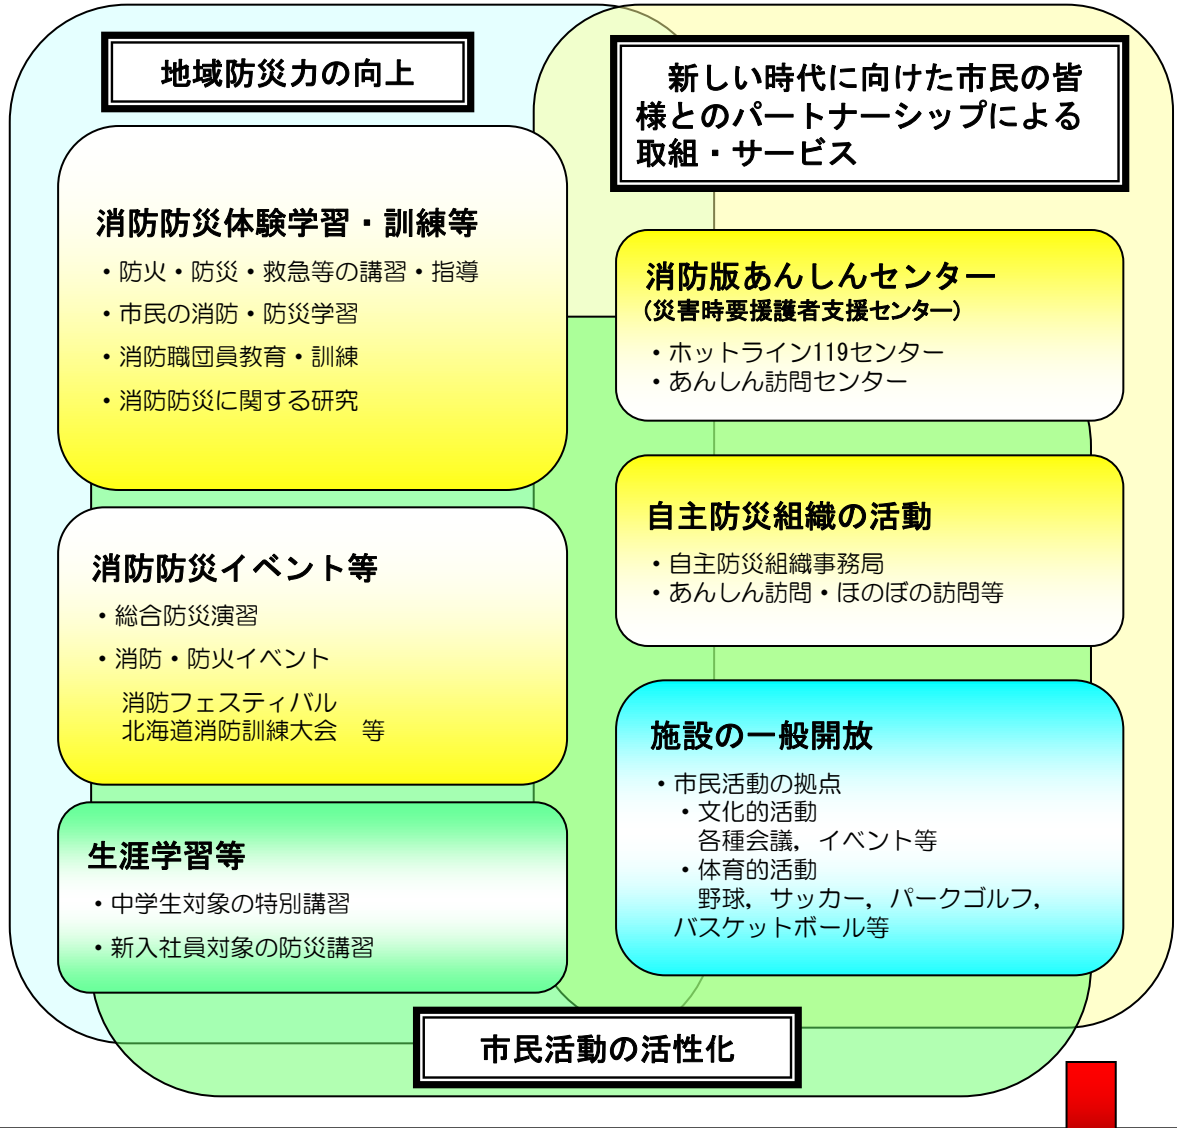 地域防災力の向上
消防防災体験学習・訓練等
・防火・防災・救急等の講習・指導
・市民の消防・防災学習
・消防職団員教育・訓練
・消防防災に関する研究
消防防災イベント等
・総合防災演習
・消防・防火イベント
消防フェスティバル
北海道消防訓練大会　等
生涯学習等
・中学生対象の特別講習
・新入社員対象の防災講習
新しい時代に向けた市民の皆
様とのパートナーシップによる
取組・サービス
消防版あんしんセンター
(災害時要援護者支援センター)
・ホットライン119センター
・あんしん訪問センター
自主防災組織の活動
・自主防災組織事務局
・あんしん訪問・ほのぼの訪問等
施設の一般開放
・市民活動の拠点
・文化的活動
各種会議，イベント等
・体育的活動
野球，サッカー，パークゴルフ，
バスケットボール等
市民活動の活性化